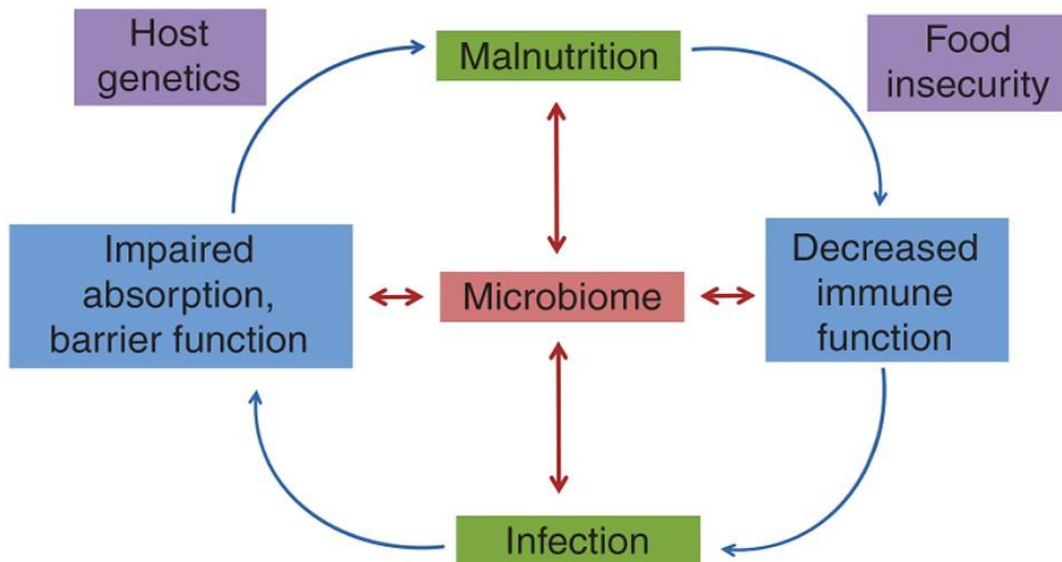 Host
genetics
Malnutrition
Food
insecurity
Impaired
absorption,
barrier function
Microbiome
Decreased
immune
function
Infection